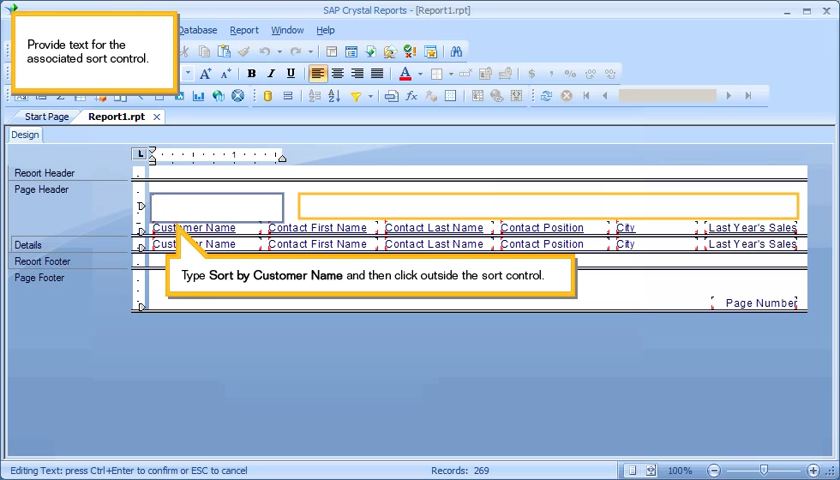 SAP Crystal Reports - [Report1.rpt]
Provide text for the
associated sort control.
Database Report Window Help
B I U A $ %
Start Page Report1.rpt
Design
L 1
Report Header
Page Header
Customer Name Contact First Name Contact Last Name Contact Position City Last Year's Sales
Details Customer Name Contact First Name Contact Last Name Contact Position City Last Year's Sales
Report Footer
Type Sort by Customer Name and then click outside the sort control.
Page Footer
Page Number
Editing Text: press Ctrl+Enter to confirm or ESC to cancel Records: 269 100%